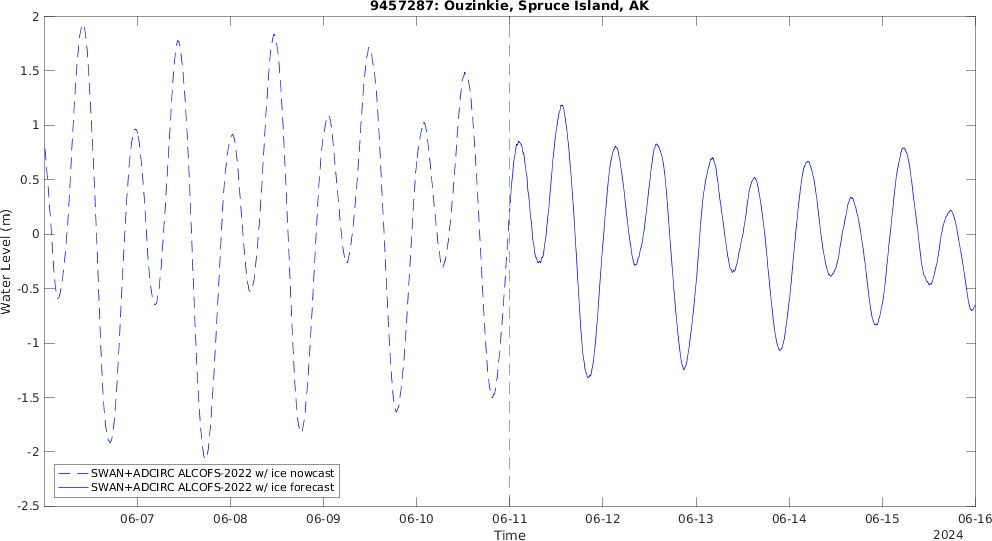 9457287: Ouzinkie, Spruce Island, AK
2
1.5
1
0.5
0
-0.5
-1
-1.5
-2
-2.5
Water Level (m)
SWAN+ADCIRC ALCOFS-2022 w/ ice nowcast
SWAN+ADCIRC ALCOFS-2022 w/ ice forecast
06-07 06-08 06-09 06-10 06-11 06-12 06-13 06-14 06-15 06-16
Time
2024